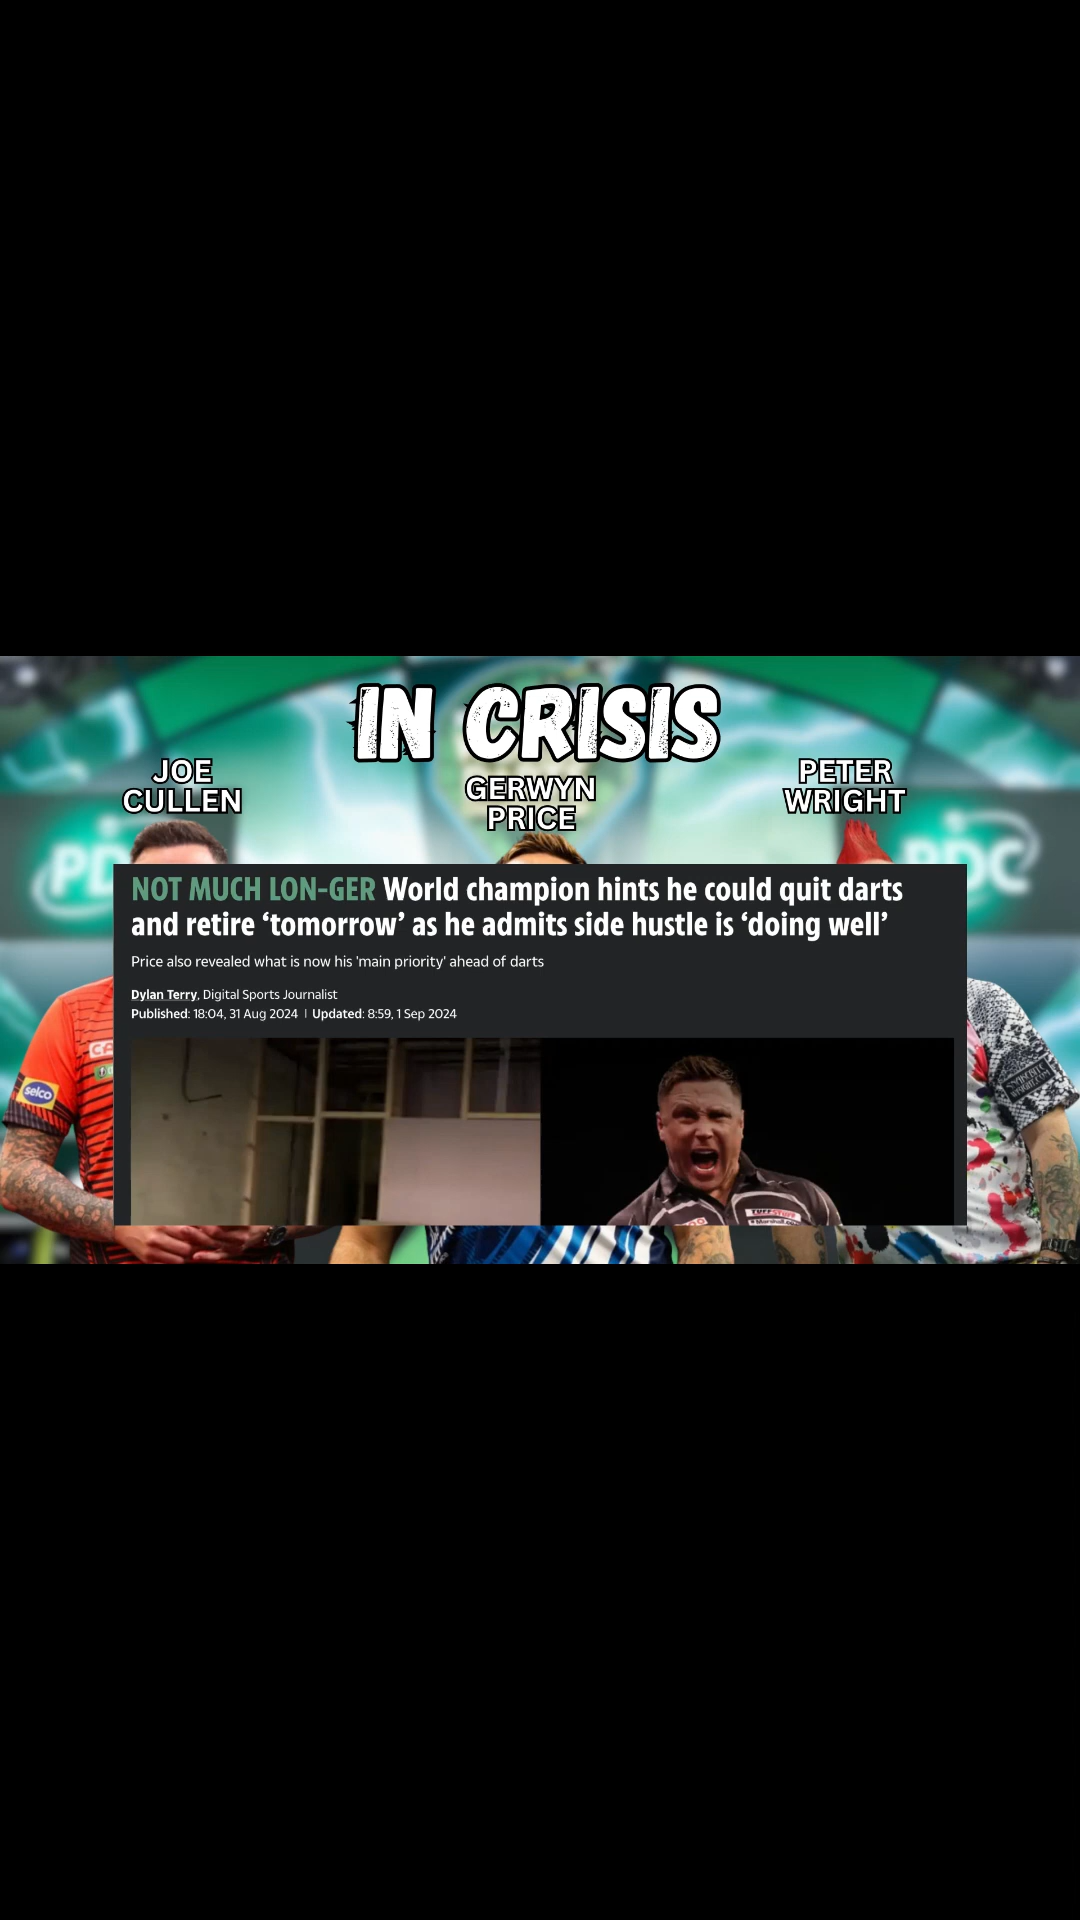 IN CRISIS
JOE
CULLEN
GERWYN
PRICE
PETER
WRIGHT
PD
PDC
NOT MUCH LON-GER World champion hints he could quit darts
and retire ‘tomorrow’ as he admits side hustle is ‘doing well’
Price also revealed what is now his 'main priority' ahead of darts
Dylan Terry, Digital Sports Journalist
Published: 18:04, 31 Aug 2024 | Updated: 8:59, 1 Sep 2024
selco